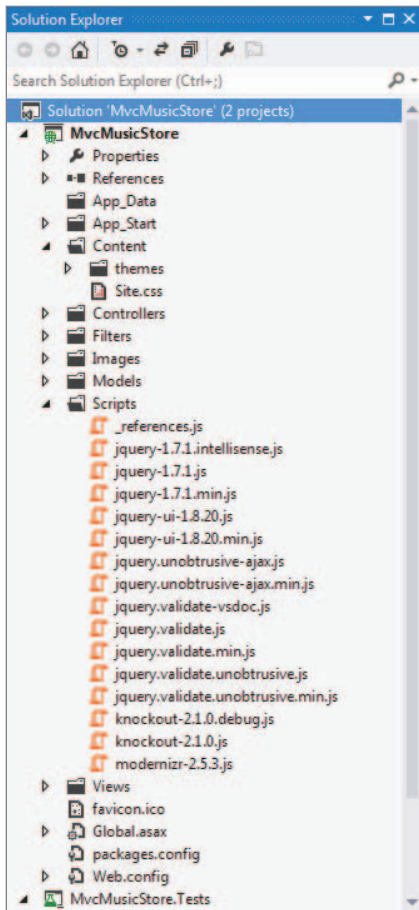 Solution Explorer
Search Solution Explorer (Ctrl+;)
Solution 'MvcMusicStore' (2 projects)
MvcMusicStore
Properties
References
App_Data
App_Start
Content
themes
Site.css
Controllers
Filters
Images
Models
Scripts
_references.js
jquery-1.7.1.intellisense.js
jquery-1.7.1.js
jquery-1.7.1.min.js
jquery-ui-1.8.20.js
jquery-ui-1.8.20.min.js
jquery.unobtrusive-ajax.js
jquery.unobtrusive-ajax.min.js
jquery.validate-vsdoc.js
jquery.validate.js
jquery.validate.min.js
jquery.validate.unobtrusive.js
jquery.validate.unobtrusive.min.js
knockout-2.1.0.debug.js
knockout-2.1.0.js
modernizr-2.5.3.js
Views
favicon.ico
Global.asax
packages.config
Web.config
MvcMusicStore.Tests